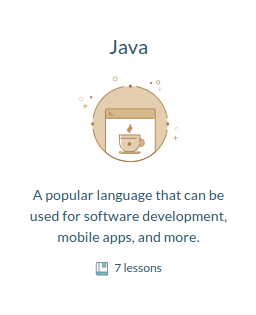 Java
A popular language that can be
used for software development,
mobile apps, and more.
7 lessons